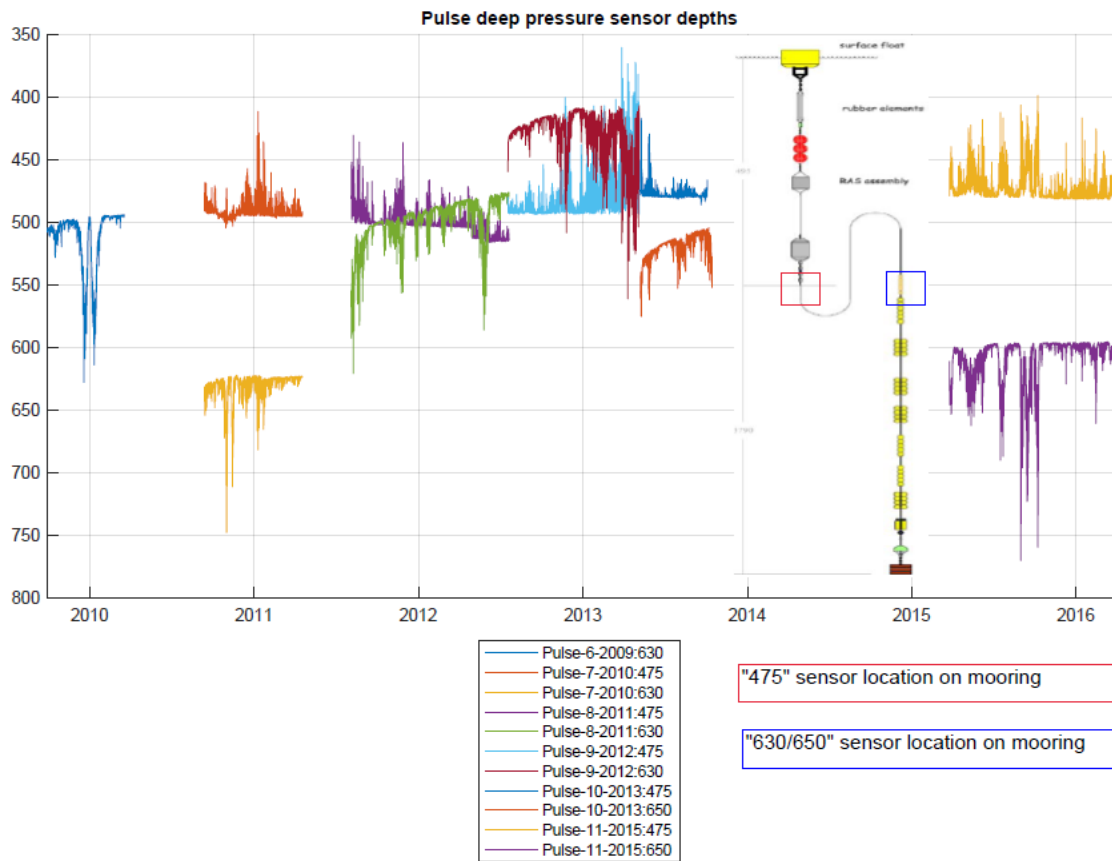 Pulse deep pressure sensor depths
350
400
450
500
550
600
650
700
750
800
2010
2011
2012
2013
2014
2015
2016
surface float
rubber elements
RAS assembly
Pulse-6-2009:630
Pulse-7-2010:475
Pulse-7-2010:630
Pulse-8-2011:475
Pulse-8-2011:630
Pulse-9-2012:475
Pulse-9-2012:630
Pulse-10-2013:475
Pulse-10-2013:650
Pulse-11-2015:475
Pulse-11-2015:650
"475" sensor location on mooring
"630/650" sensor location on mooring